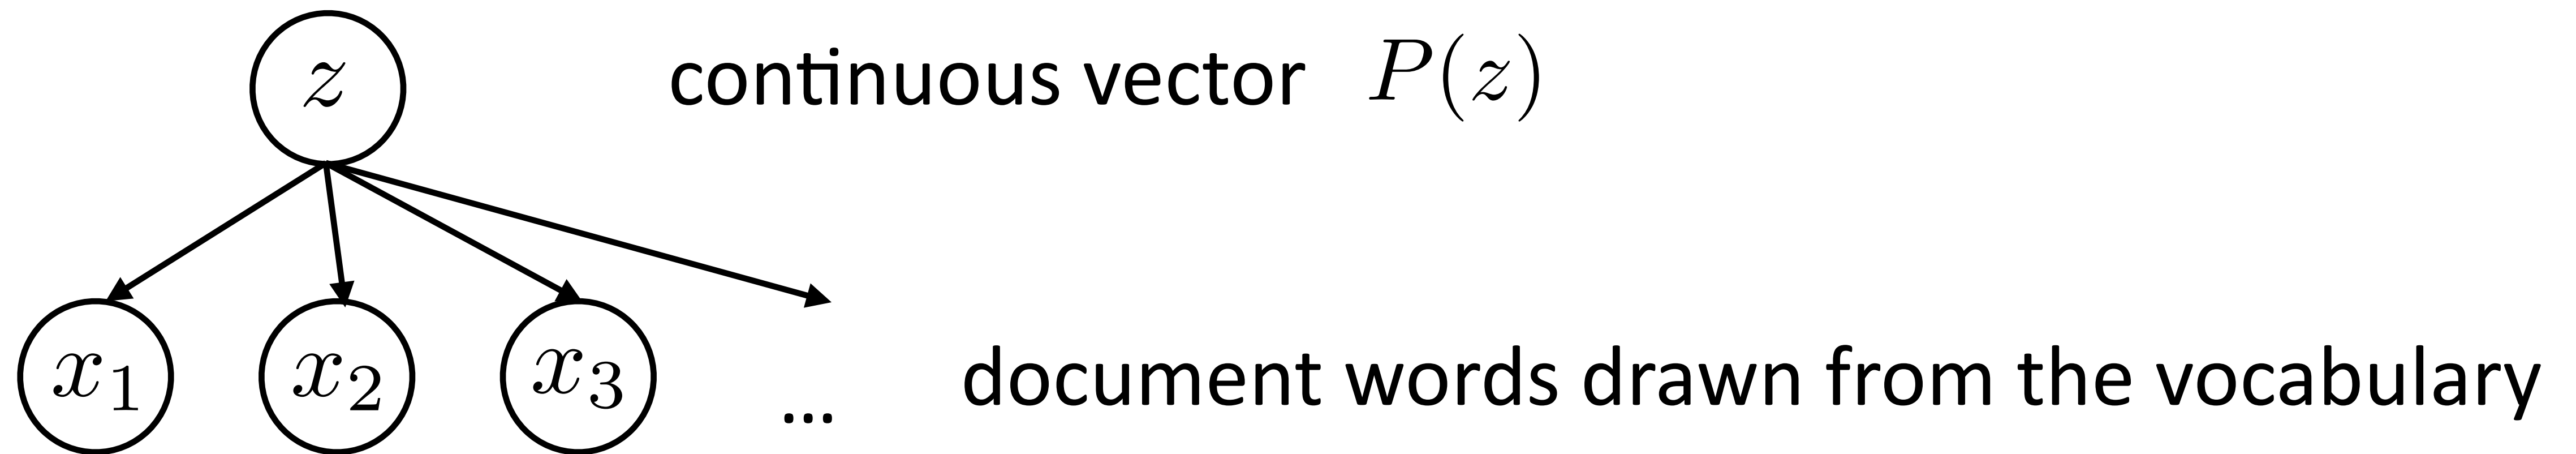 z continuous vector P(z)
x₁ x₂ x₃ ... document words drawn from the vocabulary